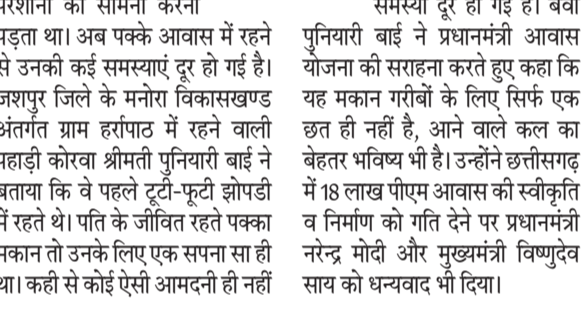 परेशानी का सामना करना
पड़ता था। अब पक्के आवास में रहने
से उनकी कई समस्याएं दूर हो गई है।
जशपुर जिले के मनोरा विकासखण्ड
अंतर्गत ग्राम हर्रापाठ में रहने वाली
पहाड़ी कोरवा श्रीमती पुनियारी बाई ने
बताया कि वे पहले टूटी-फूटी झोपडी
में रहते थे। पति के जीवित रहते पक्का
मकान तो उनके लिए एक सपना सा ही
था। कही से कोई ऐसी आमदनी ही नहीं
समस्या दूर हो गई है। बेवा
पुनियारी बाई ने प्रधानमंत्री आवास
योजना की सराहना करते हुए कहा कि
यह मकान गरीबों के लिए सिर्फ एक
छत ही नहीं है, आने वाले कल का
बेहतर भविष्य भी है। उन्होंने छत्तीसगढ़
में 18 लाख पीएम आवास की स्वीकृति
व निर्माण को गति देने पर प्रधानमंत्री
नरेन्द्र मोदी और मुख्यमंत्री विष्णुदेव
साय को धन्यवाद भी दिया।